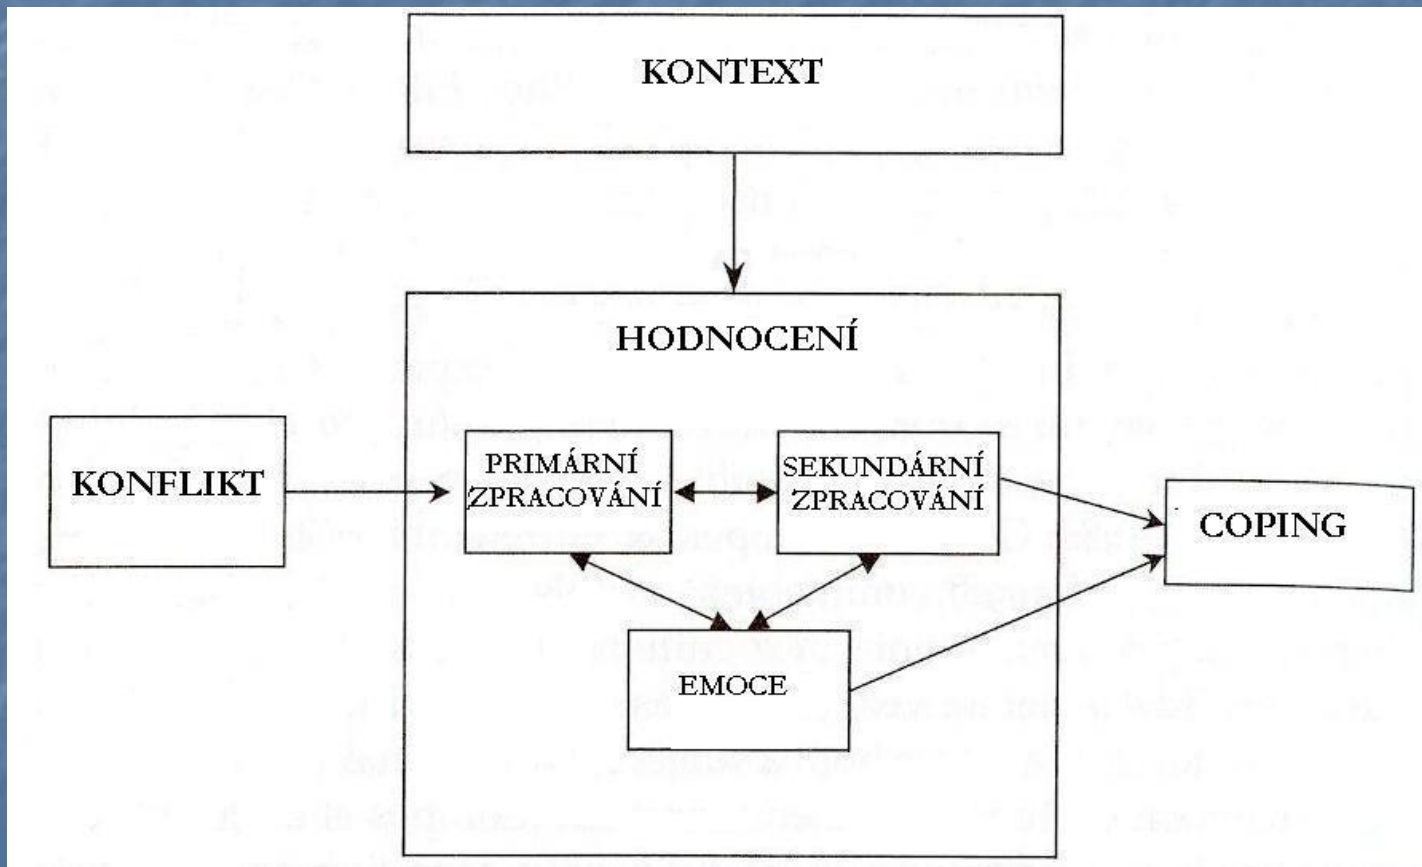 KONTEXT
HODNOCENÍ
KONFLIKT
PRIMÁRNÍ
ZPRACOVÁNÍ
SEKUNDÁRNÍ
ZPRACOVÁNÍ
COPING
EMOCE